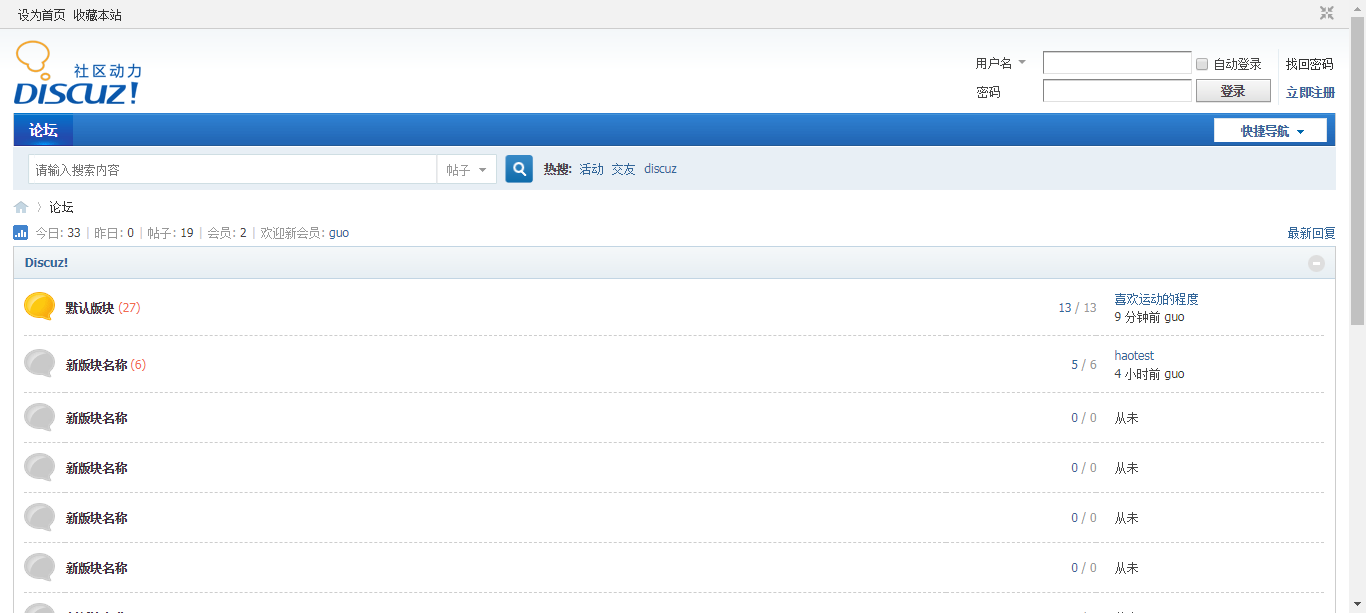 设为首页 收藏本站
社区动力
DISCUZ!
用户名 自动登录 找回密码
密码 登录 立即注册
论坛 快捷导航
请输入搜索内容 帖子 热搜: 活动 交友 discuz
论坛
今日: 33 | 昨日: 0 | 帖子: 19 | 会员: 2 | 欢迎新会员: guo 最新回复
Discuz!
默认版块 (27) 13 / 13 喜欢运动的程度
9 分钟前 guo
新版块名称 (6) 5 / 6 haotest
4 小时前 guo
新版块名称 0 / 0 从未
新版块名称 0 / 0 从未
新版块名称 0 / 0 从未
新版块名称 0 / 0 从未